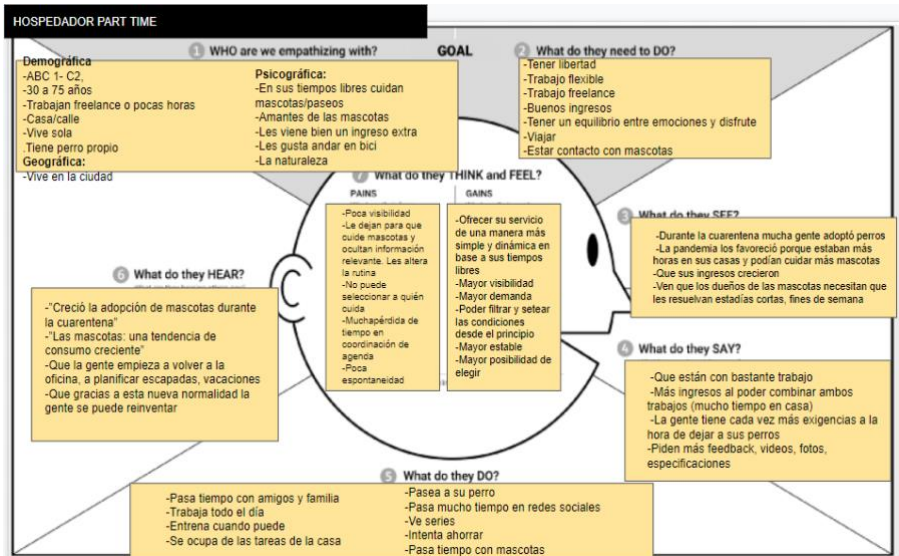 HOSPEDADOR PART TIME
1 WHO are we empathizing with?
GOAL
2 What do they need to DO?
Demográfica
-ABC 1- C2,
-30 a 75 años
-Trabajan freelance o pocas horas
-Casa/calle
-Vive sola
.Tiene perro propio
Geográfica:
-Vive en la ciudad
Psicográfica:
-En sus tiempos libres cuidan
mascotas/paseos
-Amantes de las mascotas
-Les viene bien un ingreso extra
-Les gusta andar en bici
-La naturaleza
-Tener libertad
-Trabajo flexible
-Trabajo freelance
-Buenos ingresos
-Tener un equilibrio entre emociones y disfrute
-Viajar
-Estar contacto con mascotas
7 What do they THINK and FEEL?
PAINS
GAINS
-Poca visibilidad
-Le dejan para que
cuide mascotas y
ocultan información
relevante. Les altera
la rutina
-No puede
seleccionar a quién
cuida
-Muchapérdida de
tiempo en
coordinación de
agenda
-Poca
espontaneidad
-Ofrecer su servicio
de una manera más
simple y dinámica en
base a sus tiempos
libres
-Mayor visibilidad
-Mayor demanda
-Poder filtrar y setear
las condiciones
desde el principio
-Mayor estable
-Mayor posibilidad de
elegir
3 What do they SEE?
-Durante la cuarentena mucha gente adoptó perros
-La pandemia los favoreció porque estaban más
horas en sus casas y podían cuidar más mascotas
-Que sus ingresos crecieron
-Ven que los dueños de las mascotas necesitan que
les resuelvan estadías cortas, fines de semana
6 What do they HEAR?
-"Creció la adopción de mascotas durante
la cuarentena"
-"Las mascotas: una tendencia de
consumo creciente"
-Que la gente empieza a volver a la
oficina, a planificar escapadas, vacaciones
-Que gracias a esta nueva normalidad la
gente se puede reinventar
4 What do they SAY?
-Que están con bastante trabajo
-Más ingresos al poder combinar ambos
trabajos (mucho tiempo en casa)
-La gente tiene cada vez más exigencias a la
hora de dejar a sus perros
-Piden más feedback, videos, fotos,
especificaciones
5 What do they DO?
-Pasa tiempo con amigos y familia
-Trabaja todo el día
-Entrena cuando puede
-Se ocupa de las tareas de la casa
-Pasea a su perro
-Pasa mucho tiempo en redes sociales
-Ve series
-Intenta ahorrar
-Pasa tiempo con mascotas